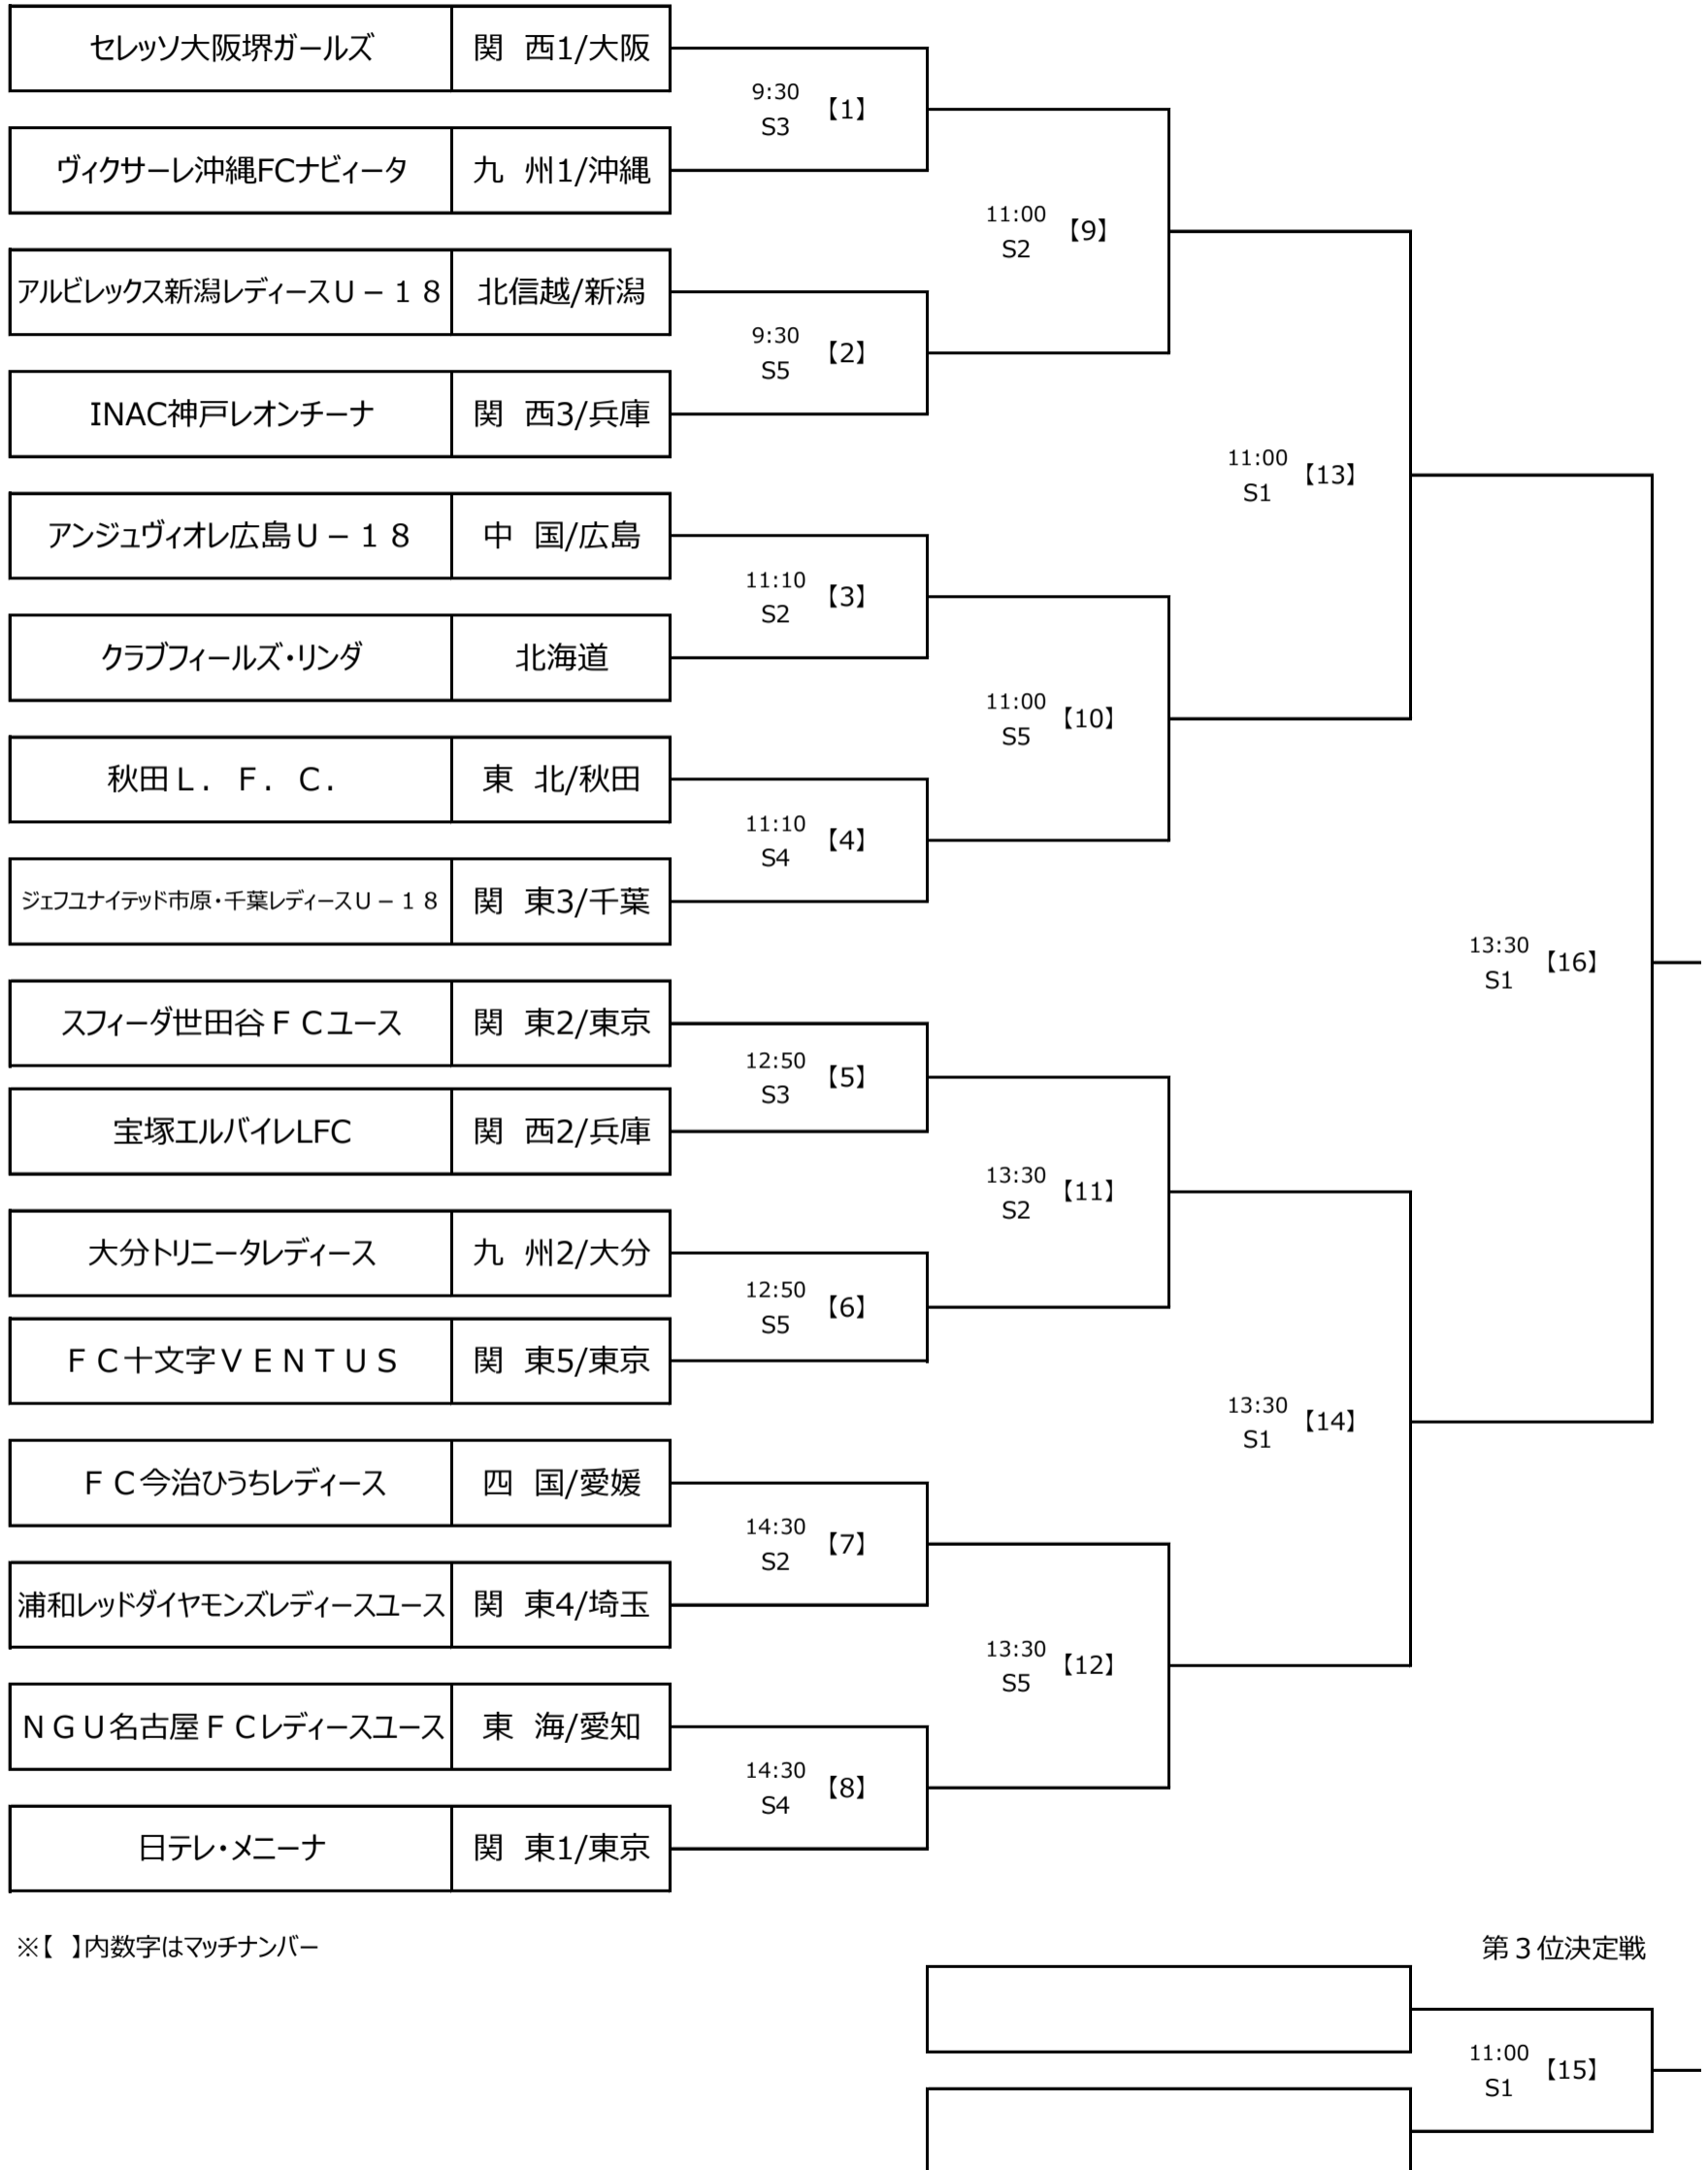 セレッソ大阪堺ガールズ 関 西1/大阪
9:30
S3 【1】
ヴィクサーレ沖縄FCナビィータ 九 州1/沖縄
11:00
S2 【9】
アルビレックス新潟レディースU－18 北信越/新潟
9:30
S5 【2】
INAC神戸レオンチーナ 関 西3/兵庫
11:00
S1 【13】
アンジュヴィオレ広島U－18 中 国/広島
11:10
S2 【3】
クラブフィールズ・リンダ 北海道
11:00
S5 【10】
秋田L．F．C． 東 北/秋田
11:10
S4 【4】
ジェフユナイテッド市原・千葉レディースU－18 関 東3/千葉
13:30
S1 【16】
スフィーダ世田谷FCユース 関 東2/東京
12:50
S3 【5】
宝塚エルバイレLFC 関 西2/兵庫
13:30
S2 【11】
大分トリニータレディース 九 州2/大分
12:50
S5 【6】
FC十文字VENTUS 関 東5/東京
13:30
S1 【14】
FC今治ひうちレディース 四 国/愛媛
14:30
S2 【7】
浦和レッドダイヤモンズレディースユース 関 東4/埼玉
13:30
S5 【12】
NGU名古屋FCレディースユース 東 海/愛知
14:30
S4 【8】
日テレ・メニーナ 関 東1/東京
※【 】内数字はマッチナンバー
第3位決定戦
11:00
S1 【15】